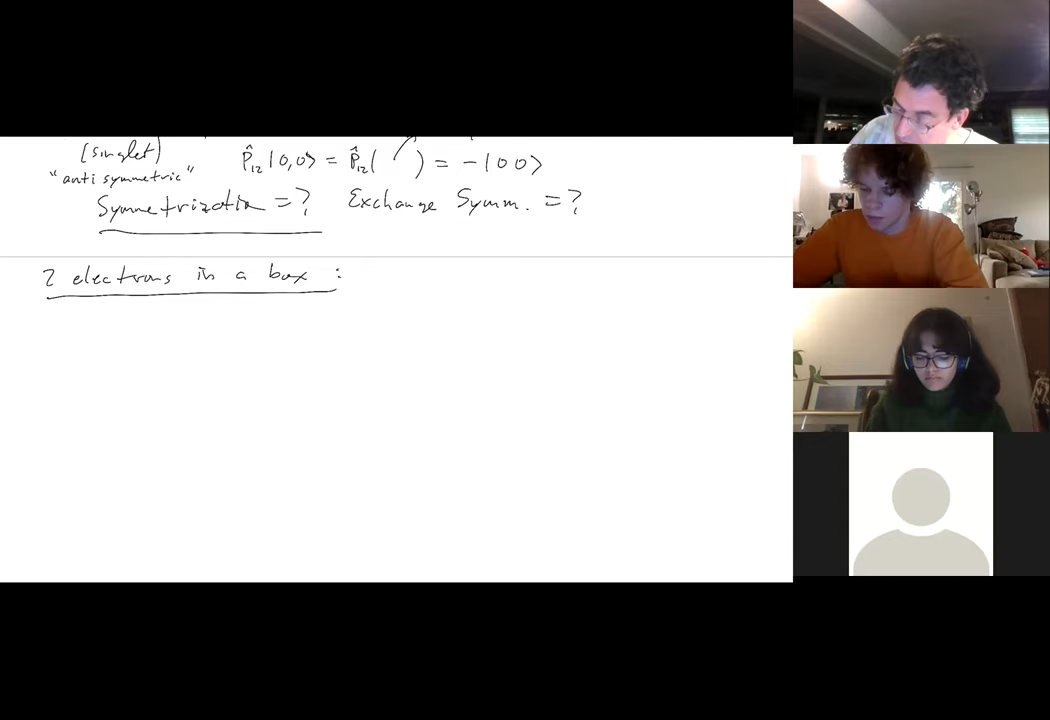 [singlet]
P̂₁₂ |0,0⟩ = P̂₁₂( ) = - |00⟩
"anti symmetric"
Symmetrization = ? Exchange Symm. = ?
2 electrons in a box :